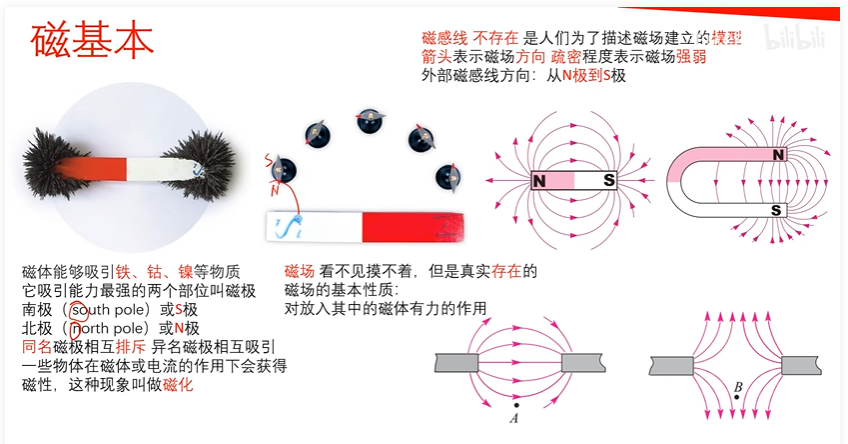 磁基本
bilibili
磁感线 不存在 是人们为了描述磁场建立的模型
箭头表示磁场方向 疏密程度表示磁场强弱
外部磁感线方向：从N极到S极
S
S
N
S
N
S
N
S
磁体能够吸引铁、钴、镍等物质
它吸引能力最强的两个部位叫磁极
南极（south pole）或S极
北极（north pole）或N极
同名磁极相互排斥 异名磁极相互吸引
一些物体在磁体或电流的作用下会获得
磁性，这种现象叫做磁化
磁场 看不见摸不着，但是真实存在的
磁场的基本性质：
对放入其中的磁体有力的作用
A
B